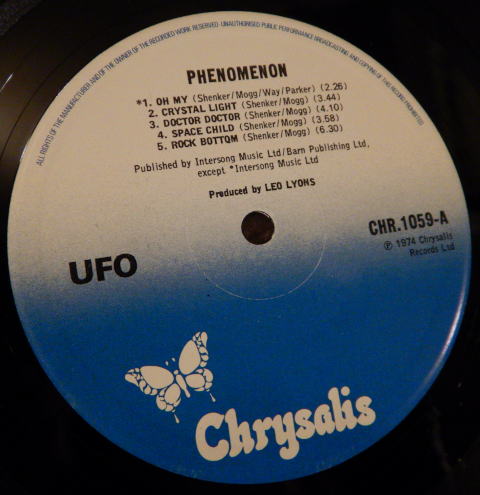 ALL RIGHTS OF THE MANUFACTURER AND OF THE OWNER OF THE RECORDED WORK RESERVED · UNAUTHORISED PUBLIC PERFORMANCE BROADCASTING AND COPYING OF THIS RECORD PROHIBITED
PHENOMENON
*1. OH MY (Shenker/Mogg/Way/Parker) (2.26)
2. CRYSTAL LIGHT (Shenker/Mogg) (3.44)
3. DOCTOR DOCTOR (Shenker/Mogg) (4.10)
4. SPACE CHILD (Shenker/Mogg) (3.58)
5. ROCK BOTTOM (Shenker/Mogg) (6.30)
Published by Intersong Music Ltd/Barn Publishing Ltd,
except *Intersong Music Ltd
Produced by LEO LYONS
CHR.1059-A
℗ 1974 Chrysalis
Records Ltd
UFO
Chrysalis